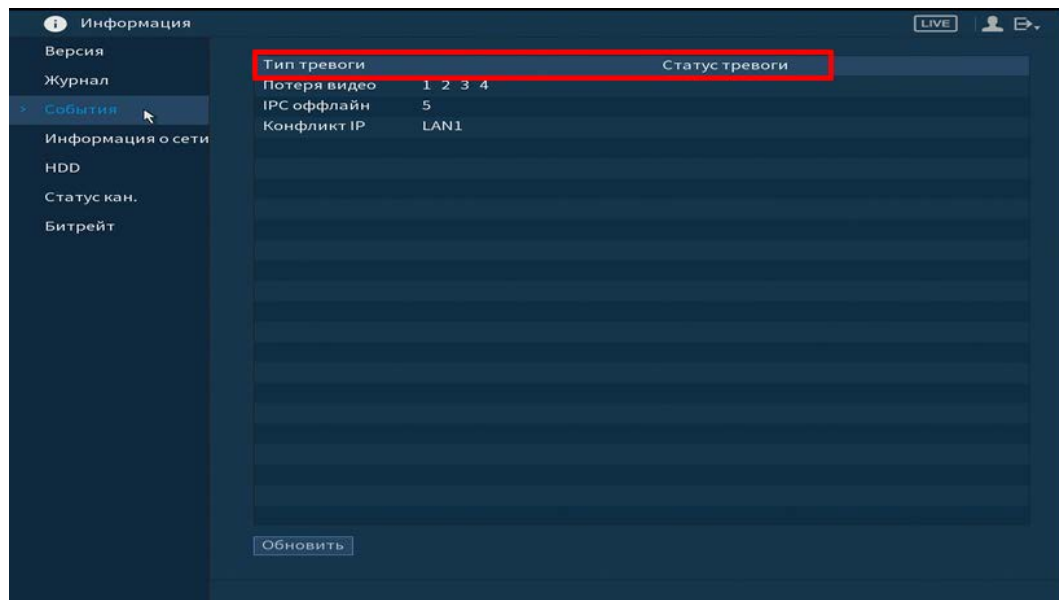 Информация LIVE
Версия
Журнал
События
Информация о сети
HDD
Статус кан.
Битрейт
Тип тревоги Статус тревоги
Потеря видео 1 2 3 4
IPC оффлайн 5
Конфликт IP LAN1
Обновить